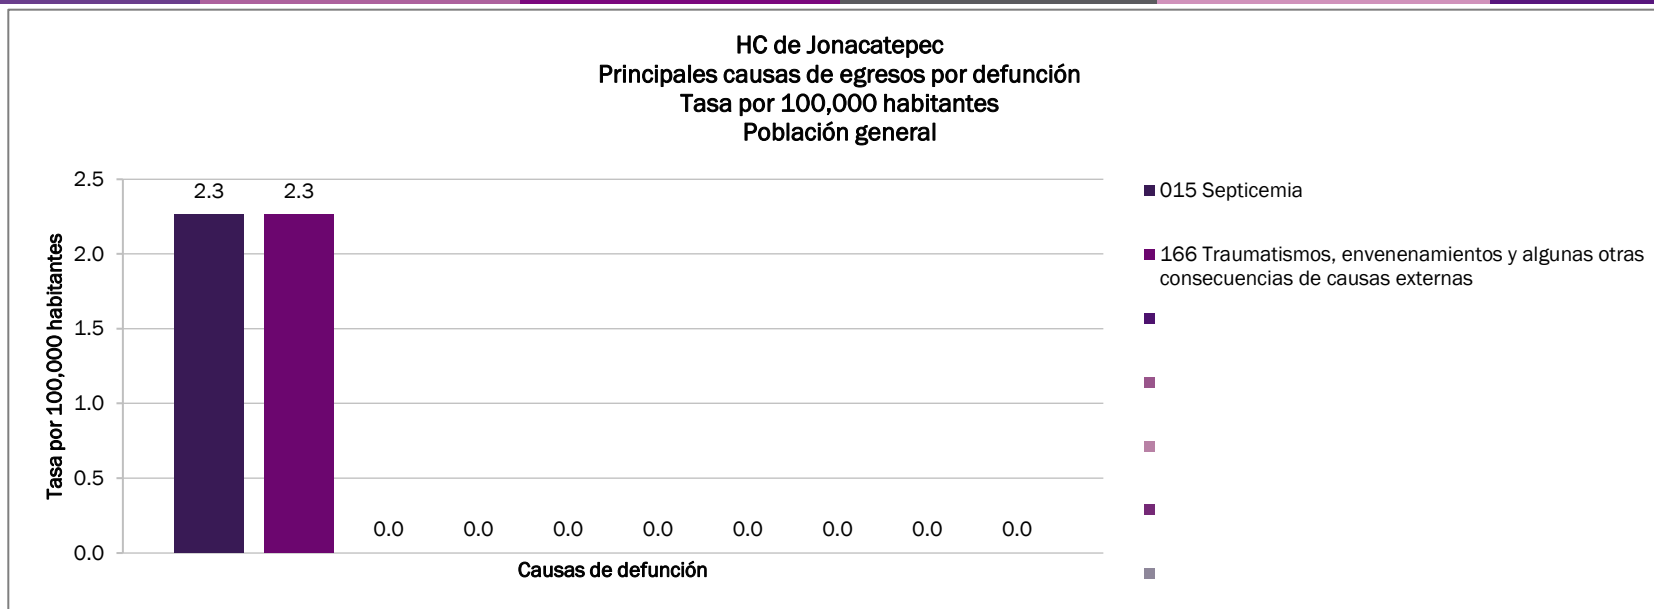 HC de Jonacatepec
Principales causas de egresos por defunción
Tasa por 100,000 habitantes
Población general
Tasa por 100,000 habitantes
2.5
2.0
1.5
1.0
0.5
0.0
2.3
2.3
0.0
0.0
0.0
0.0
0.0
0.0
0.0
0.0
Causas de defunción
015 Septicemia
166 Traumatismos, envenenamientos y algunas otras
consecuencias de causas externas